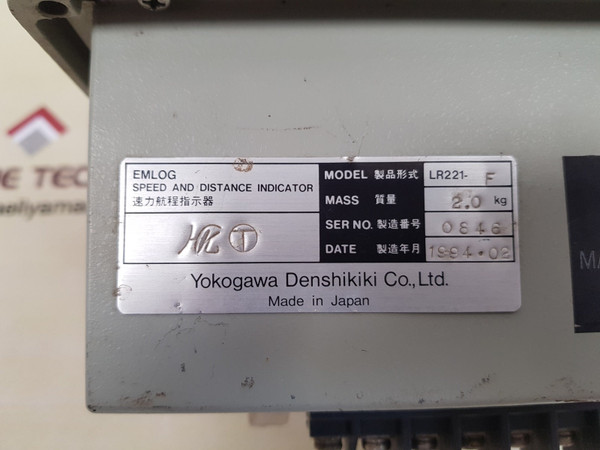 EMLOG
SPEED AND DISTANCE INDICATOR
速力航程指示器
MODEL 製品形式 LR221- F
MASS 質量 2.0 kg
SER NO. 製造番号 0846
DATE 製造年月 1994.02
T
Yokogawa Denshikiki Co.,Ltd.
Made in Japan
MA
E TEC
aeliyama